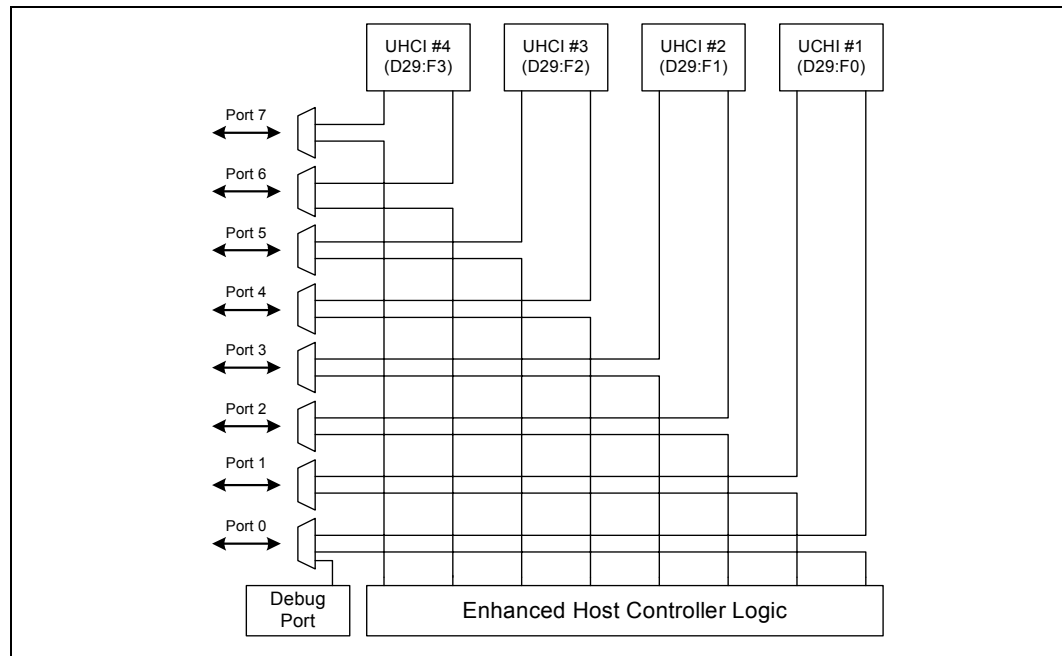 UHCI #4
(D29:F3)
UHCI #3
(D29:F2)
UHCI #2
(D29:F1)
UCHI #1
(D29:F0)
Port 7
Port 6
Port 5
Port 4
Port 3
Port 2
Port 1
Port 0
Debug
Port
Enhanced Host Controller Logic